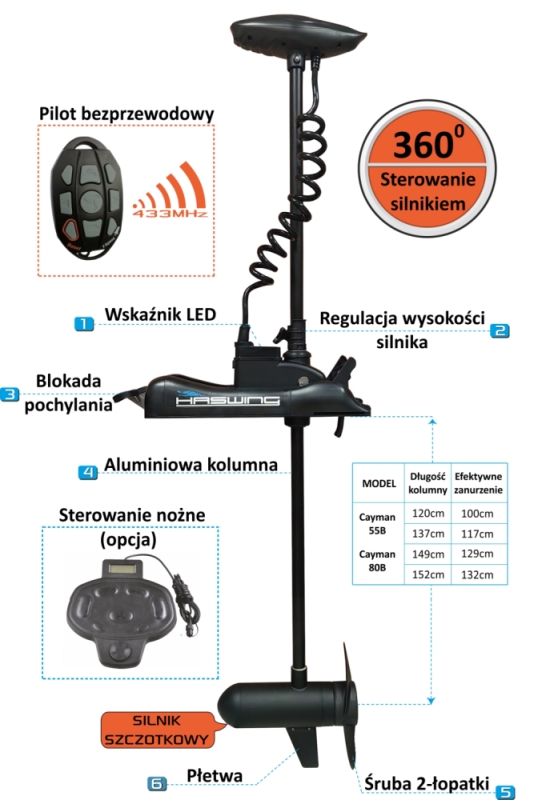 Pilot bezprzewodowy
433MHz
360⁰
Sterowanie
silnikiem
1
Wskaźnik LED
Regulacja wysokości
silnika
2
3
Blokada
pochylania
HASWING
4
Aluminiowa kolumna
MODEL
Długość
kolumny
Efektywne
zanurzenie
Cayman
55B
120cm
100cm
137cm
117cm
Cayman
80B
149cm
129cm
152cm
132cm
Sterowanie nożne
(opcja)
SILNIK
SZCZOTKOWY
6
Płetwa
Śruba 2-łopatki
5